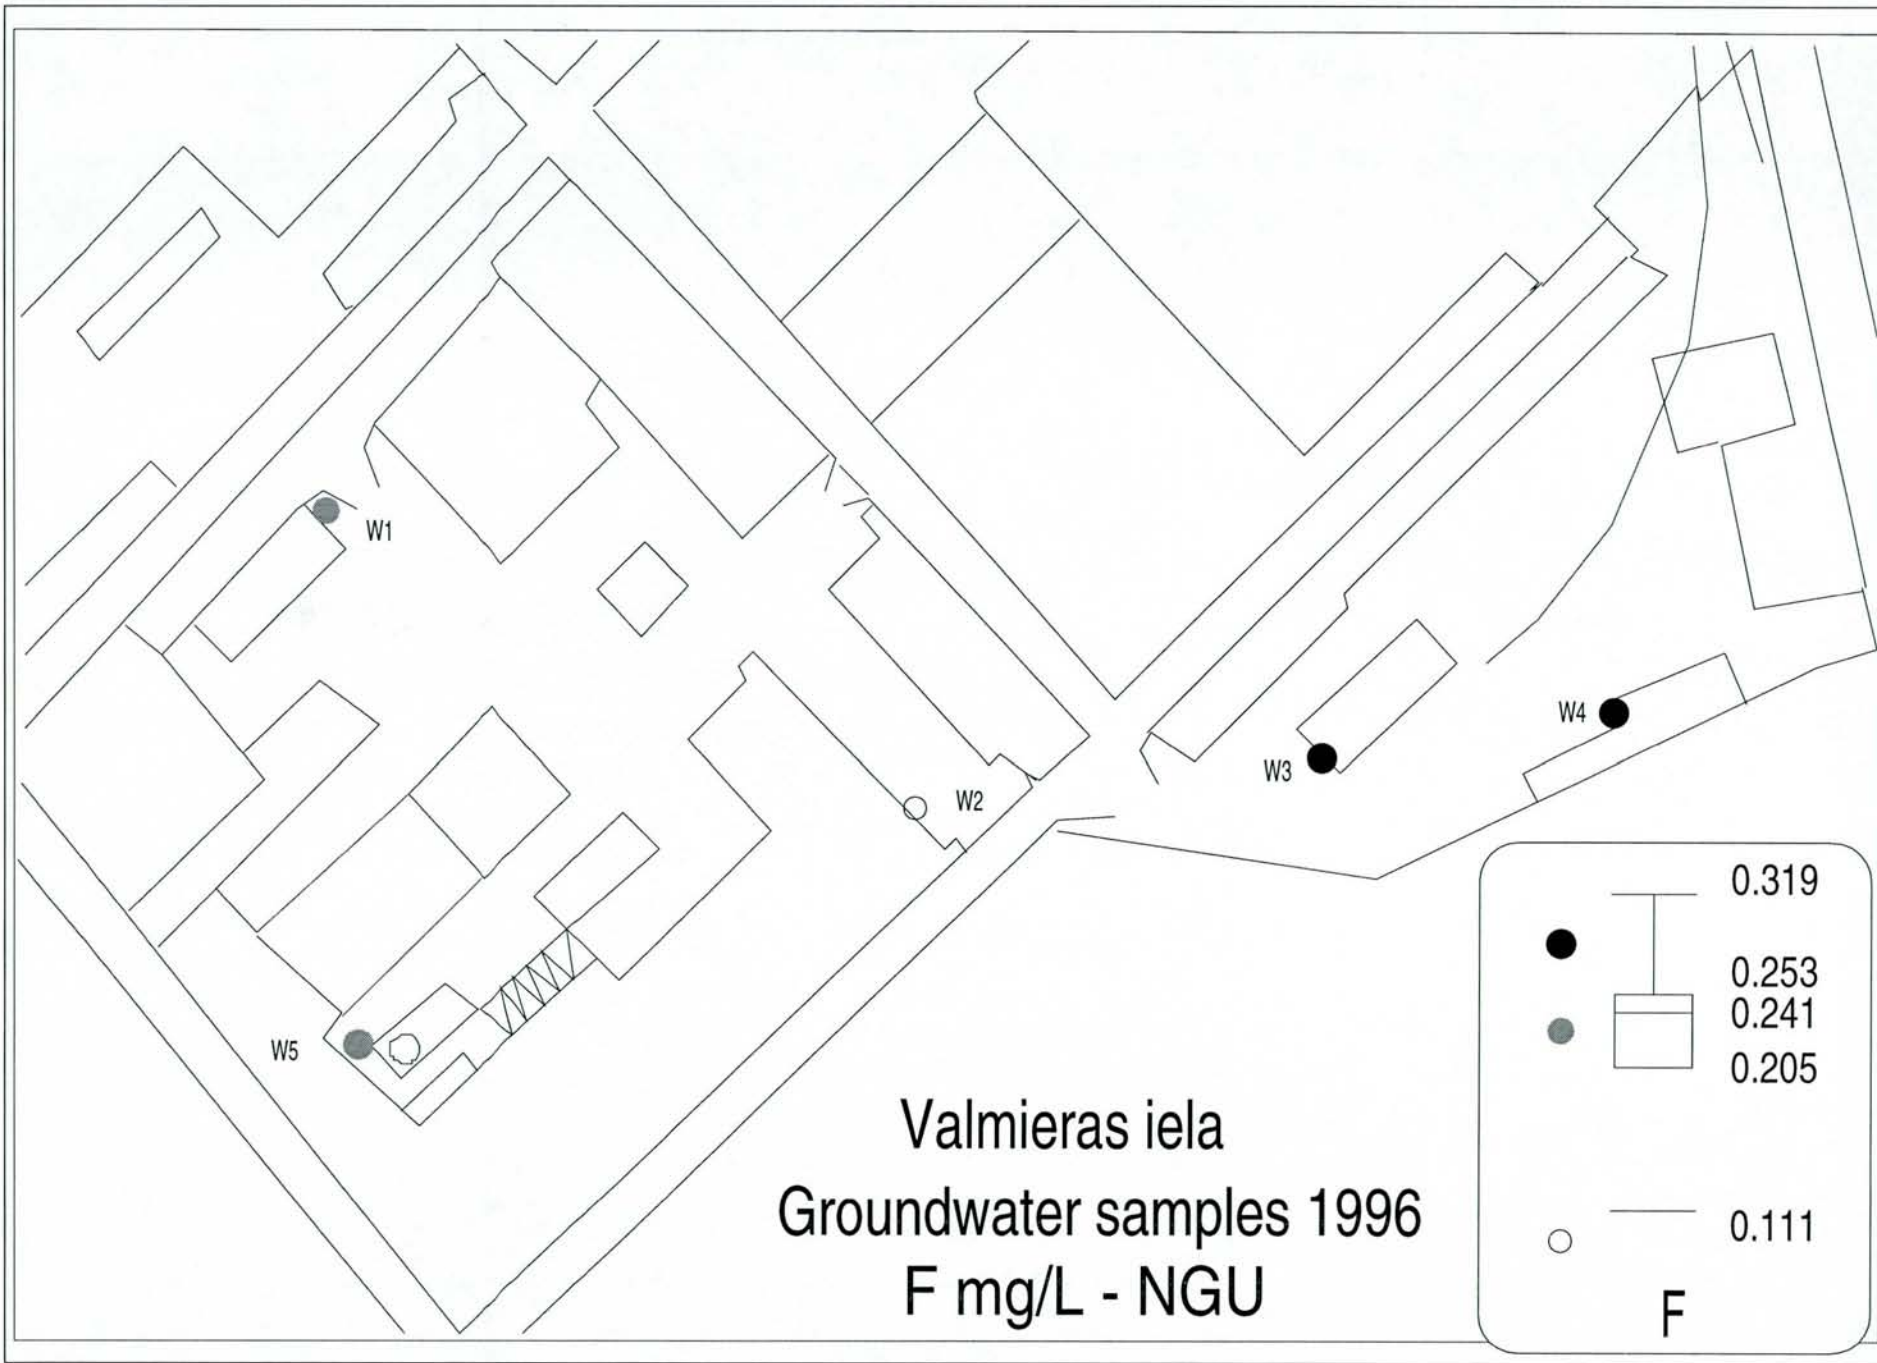 W1
W2
W3
W4
W5
Valmieras iela
Groundwater samples 1996
F mg/L - NGU
0.319
0.253
0.241
0.205
0.111
F